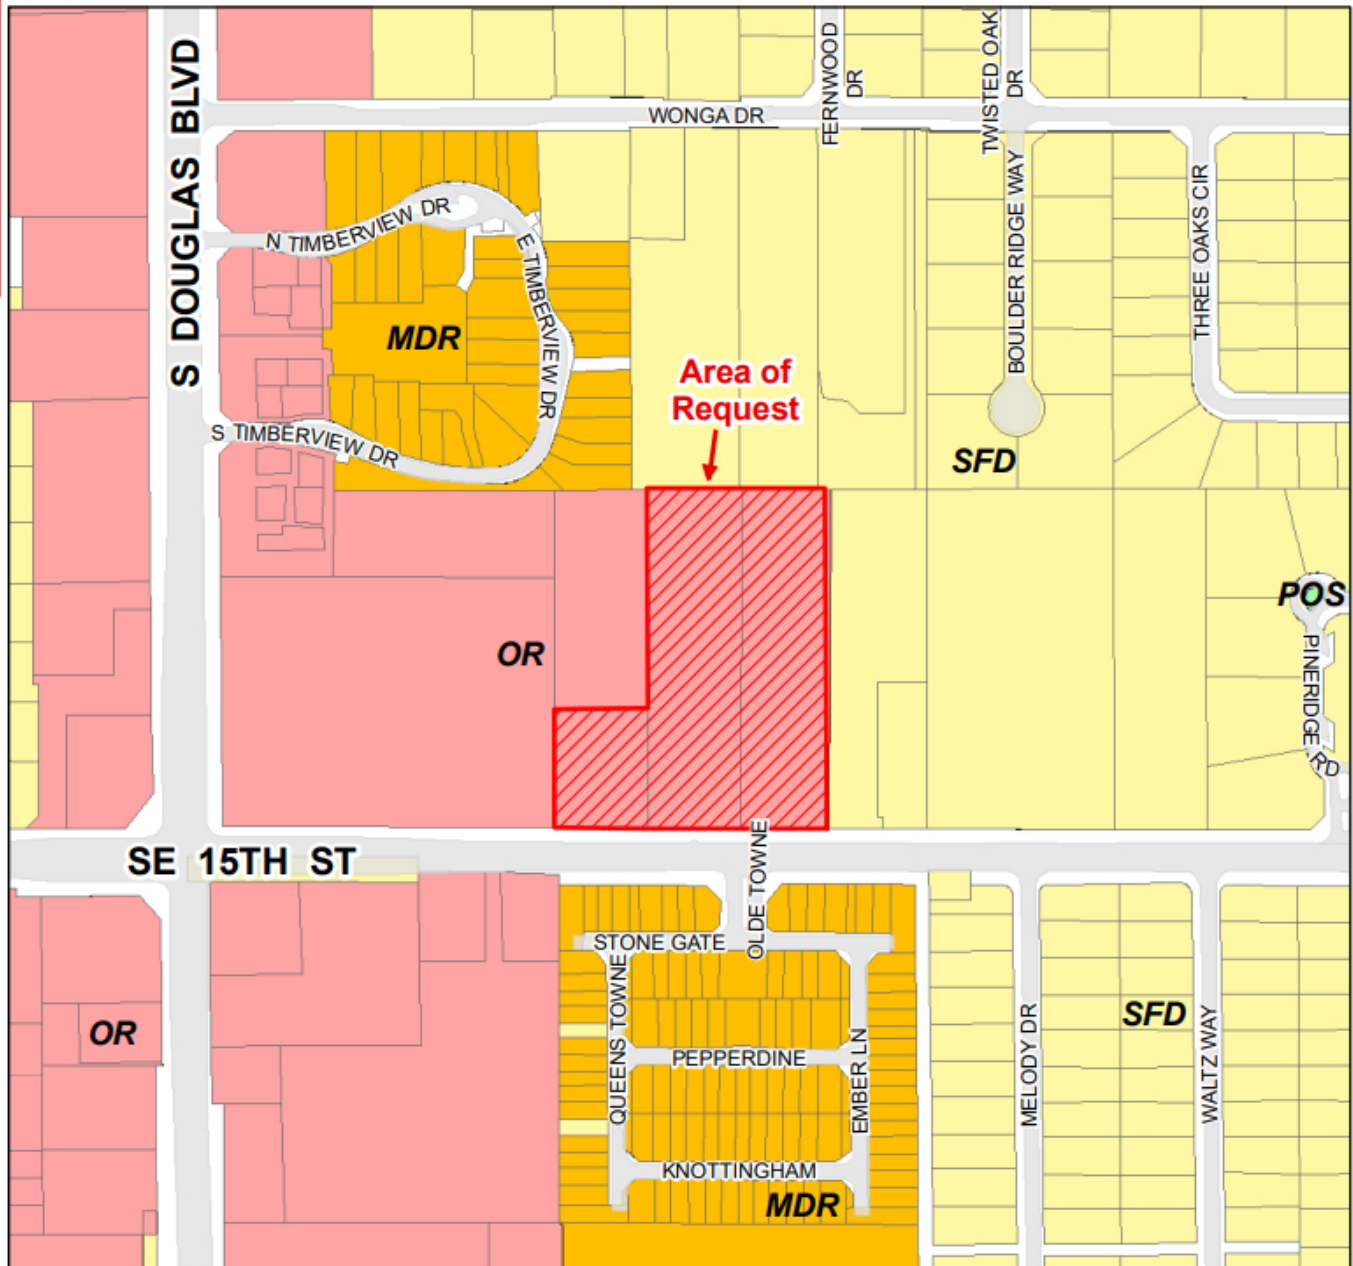 S DOUGLAS BLVD
FERNWOOD
DR
TWISTED OAK
DR
WONGA DR
BOULDER RIDGE WAY
THREE OAKS CIR
N TIMBERVIEW DR
E TIMBERVIEW DR
MDR
S TIMBERVIEW DR
Area of
Request
SFD
POS
PINERIDGE RD
OR
SE 15TH ST
OLDE TOWNE
STONE GATE
QUEENS TOWNE
PEPPERDINE
EMBER LN
KNOTTINGHAM
MDR
OR
MELODY DR
SFD
WALTZ WAY